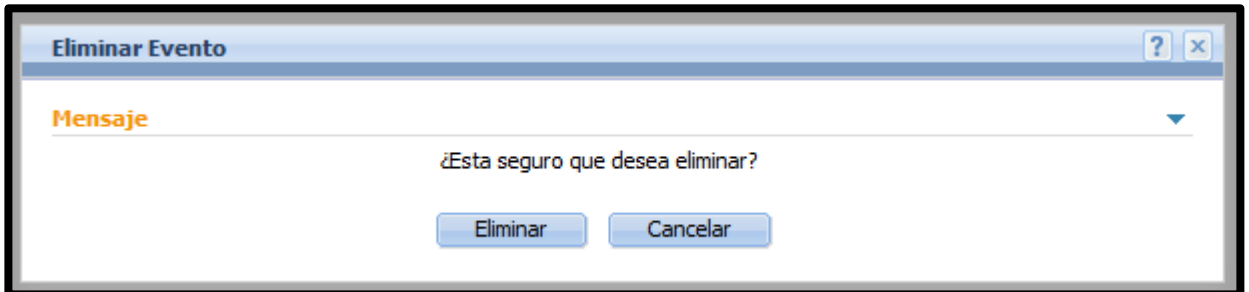 Eliminar Evento
Mensaje
¿Esta seguro que desea eliminar?
Eliminar Cancelar